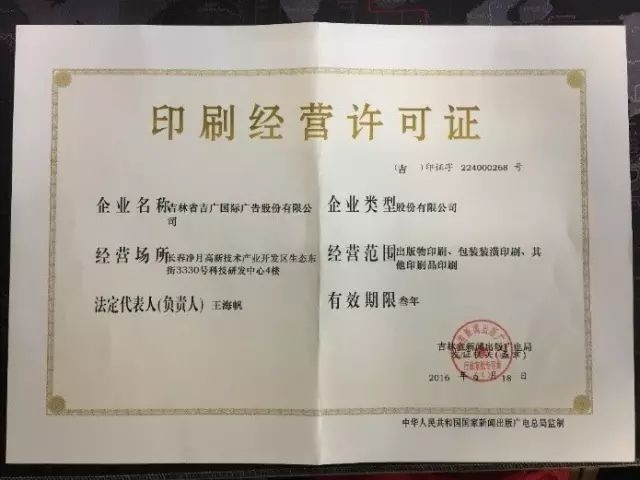 印刷经营许可证
(吉 )印证字 224000268 号
企业名称 吉林省吉广国际广告股份有限公
司
企业类型 股份有限公司
经营场所 长春净月高新技术产业开发区生态东
街3330号科技研发中心4楼
经营范围 出版物印刷、包装装潢印刷、其
他印刷品印刷
法定代表人(负责人) 王海帆
有效期限 叁年
吉林省新闻出版广电局
发证机关(盖章)
2016 年 月 18 日
中华人民共和国国家新闻出版广电总局监制